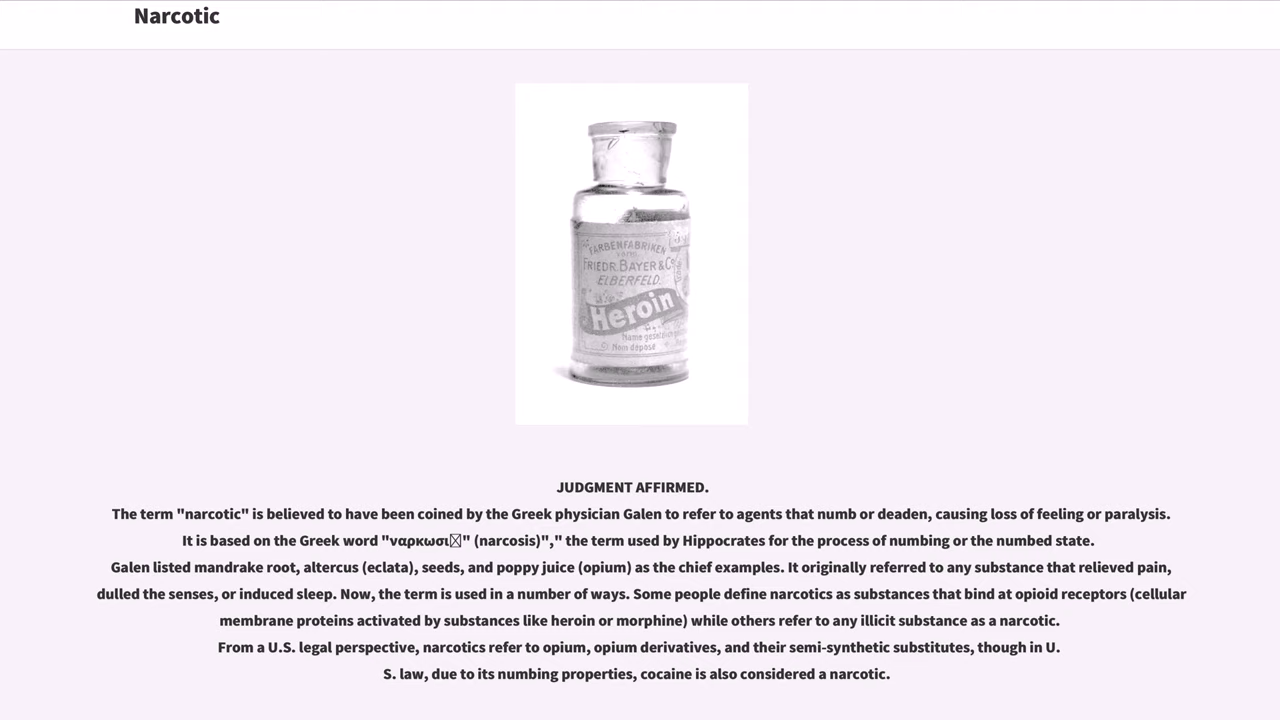 Narcotic
FARBENFABRIKEN
FRIEDR. BAYER & Co
ELBERFELD.
Heroin
Name
Nom déposé
JUDGMENT AFFIRMED.
The term "narcotic" is believed to have been coined by the Greek physician Galen to refer to agents that numb or deaden, causing loss of feeling or paralysis.
It is based on the Greek word "ναρκωσι" (narcosis)"," the term used by Hippocrates for the process of numbing or the numbed state.
Galen listed mandrake root, altercus (eclata), seeds, and poppy juice (opium) as the chief examples. It originally referred to any substance that relieved pain,
dulled the senses, or induced sleep. Now, the term is used in a number of ways. Some people define narcotics as substances that bind at opioid receptors (cellular
membrane proteins activated by substances like heroin or morphine) while others refer to any illicit substance as a narcotic.
From a U.S. legal perspective, narcotics refer to opium, opium derivatives, and their semi-synthetic substitutes, though in U.
S. law, due to its numbing properties, cocaine is also considered a narcotic.